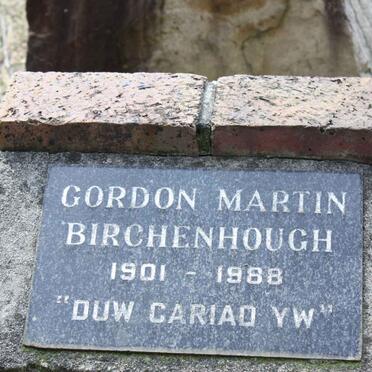 GORDON MARTIN
BIRCHENHOUGH
1901 - 1988
"DUW CARIAD YW"